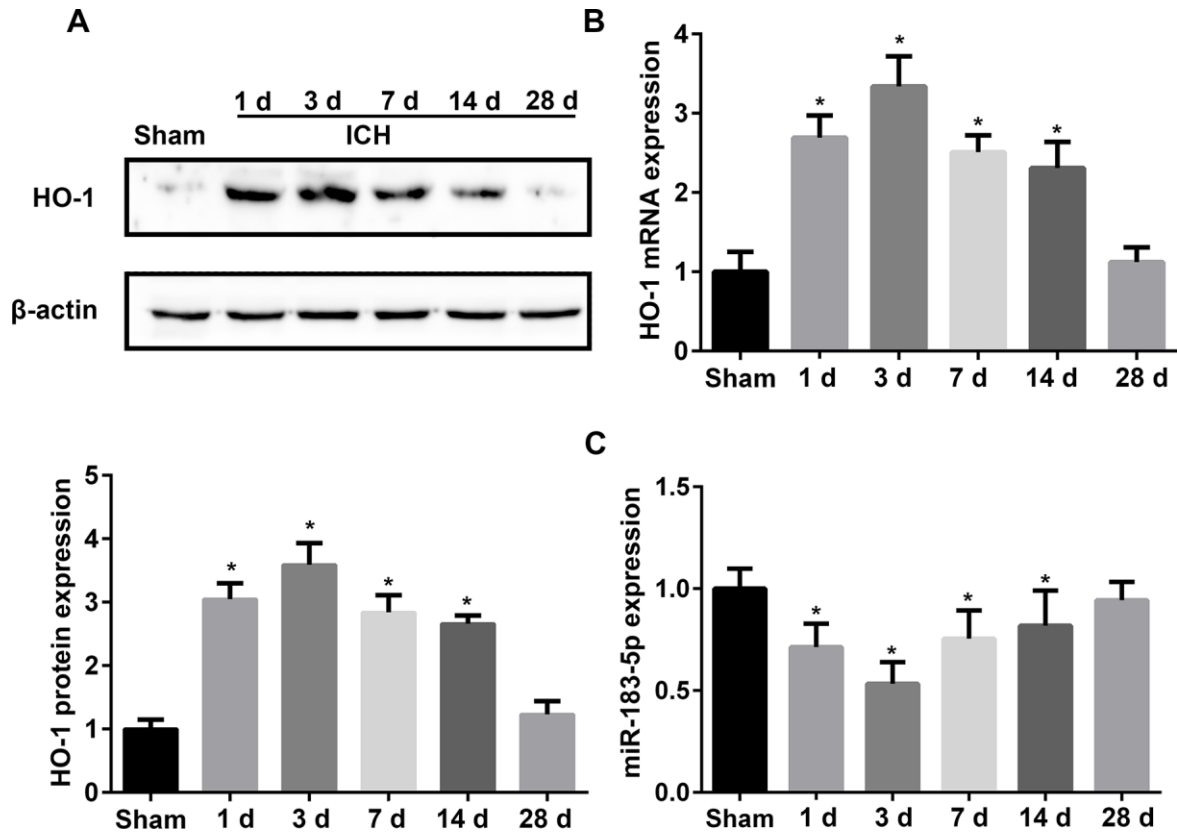 A
1 d 3 d 7 d 14 d 28 d
Sham ICH
HO-1
β-actin
B
HO-1 mRNA expression
4
3
2
1
0
* * * *
Sham 1 d 3 d 7 d 14 d 28 d
HO-1 protein expression
5
4
3
2
1
0
* * * *
Sham 1 d 3 d 7 d 14 d 28 d
C
miR-183-5p expression
1.5
1.0
0.5
0.0
* * * *
Sham 1 d 3 d 7 d 14 d 28 d